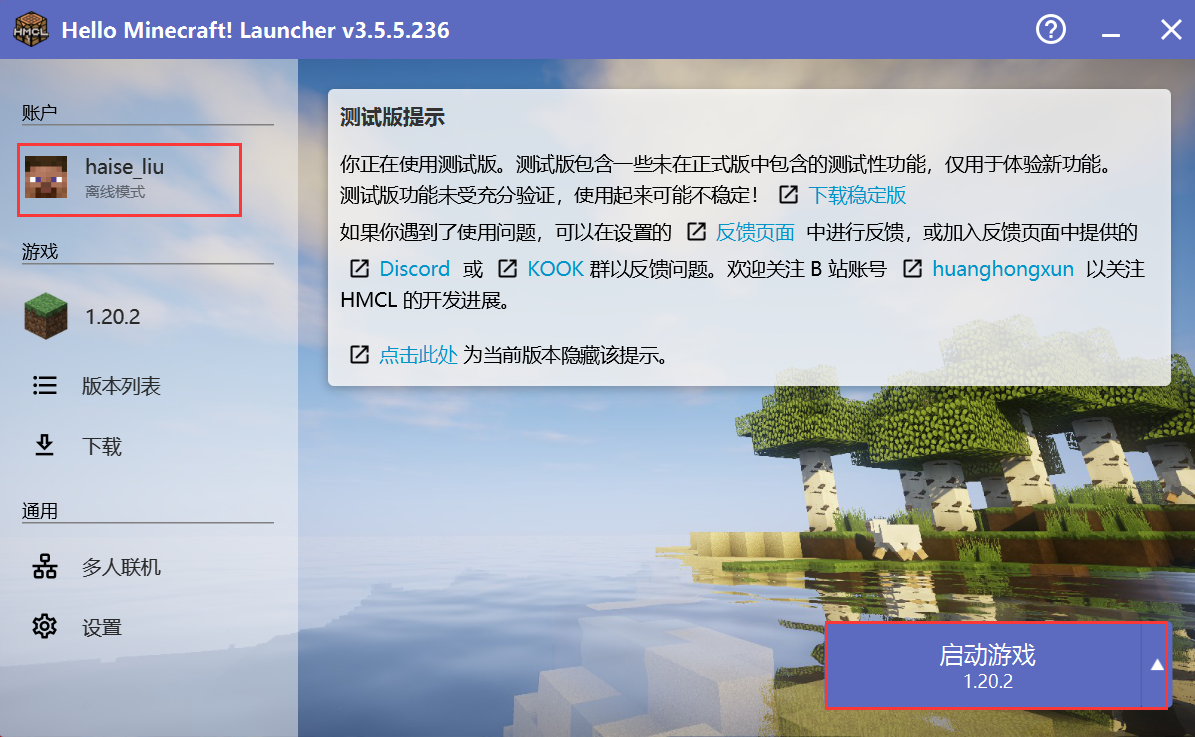 HMCL
Hello Minecraft! Launcher v3.5.5.236
账户
haise_liu
离线模式
游戏
1.20.2
版本列表
下载
通用
多人联机
设置
测试版提示
你正在使用测试版。测试版包含一些未在正式版中包含的测试性功能，仅用于体验新功能。
测试版功能未受充分验证，使用起来可能不稳定！ 下载稳定版
如果你遇到了使用问题，可以在设置的 反馈页面 中进行反馈，或加入反馈页面中提供的
Discord 或 KOOK 群以反馈问题。欢迎关注 B 站账号 huanghongxun 以关注
HMCL 的开发进展。
点击此处 为当前版本隐藏该提示。
启动游戏
1.20.2